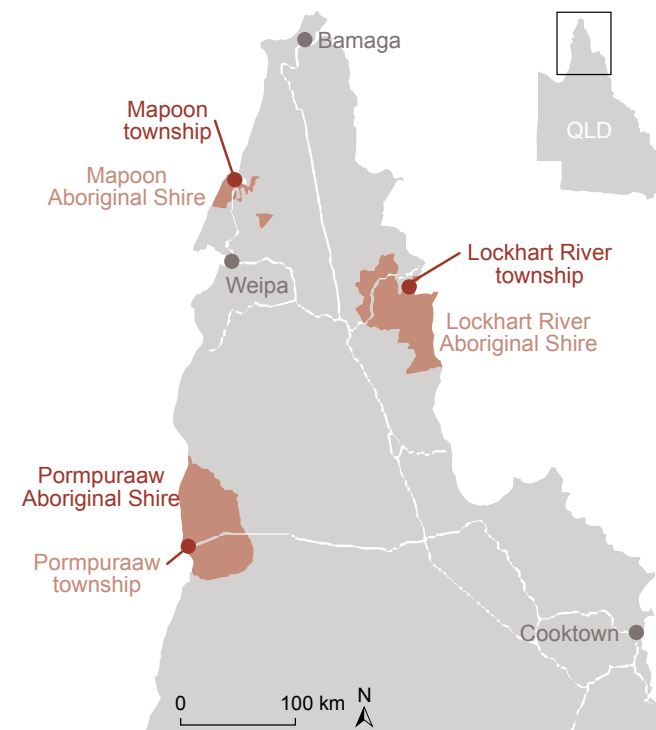 Bamaga
QLD
Mapoon
township
Mapoon
Aboriginal Shire
Weipa
Lockhart River
township
Lockhart River
Aboriginal Shire
Pormpuraaw
Aboriginal Shire
Pormpuraaw
township
Cooktown
0
100 km
N